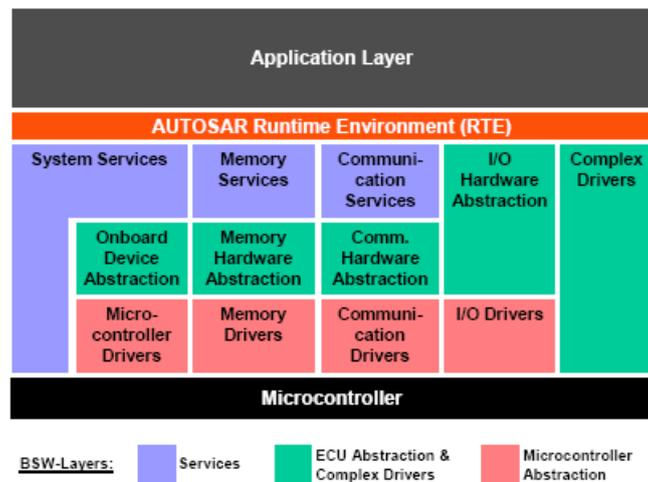 Application Layer
AUTOSAR Runtime Environment (RTE)
System Services
Memory
Services
Communi-
cation
Services
I/O
Hardware
Abstraction
Complex
Drivers
Onboard
Device
Abstraction
Memory
Hardware
Abstraction
Comm.
Hardware
Abstraction
Micro-
controller
Drivers
Memory
Drivers
Communi-
cation
Drivers
I/O Drivers
Microcontroller
BSW-Layers:
Services
ECU Abstraction &
Complex Drivers
Microcontroller
Abstraction